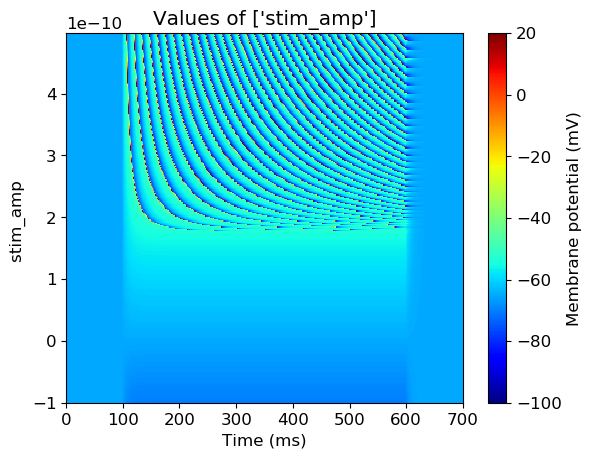 Values of ['stim_amp']
1e−10
4
3
2
1
0
−1
stim_amp
0 100 200 300 400 500 600 700
Time (ms)
20
0
−20
−40
−60
−80
−100
Membrane potential (mV)